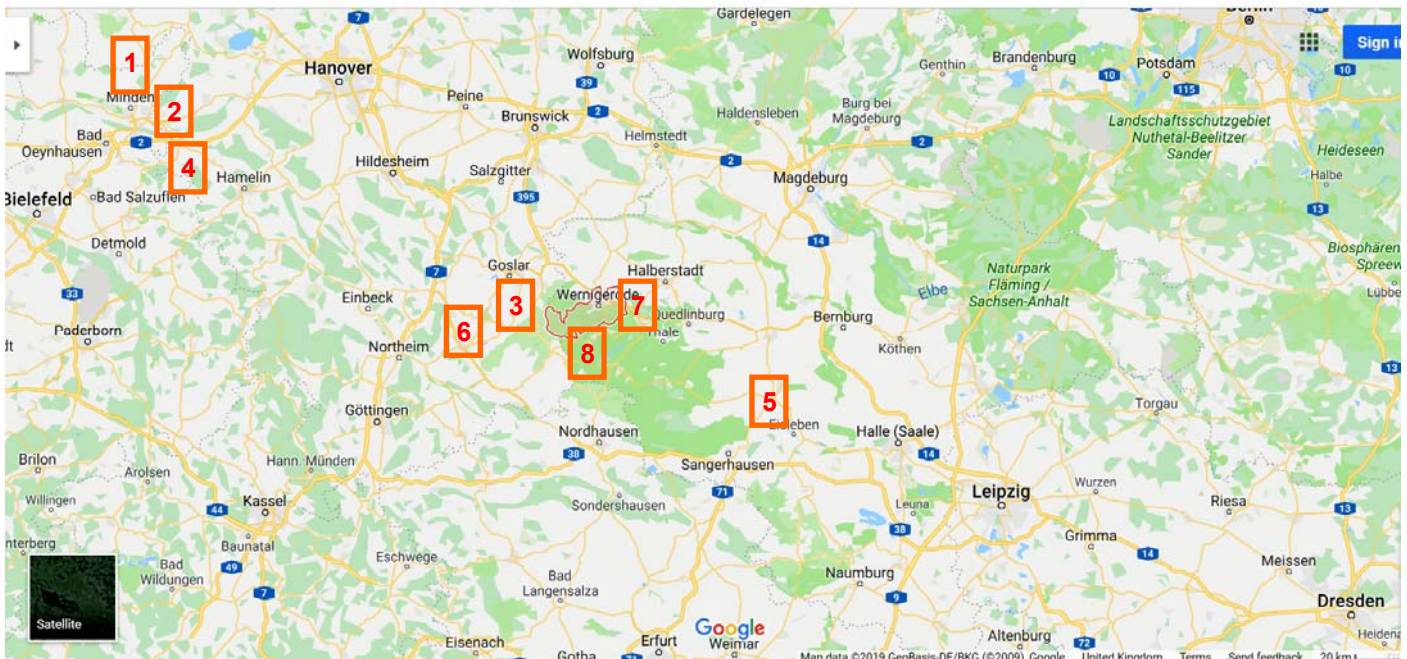 Gardelegen
Berlin
7
1
Wolfsburg
Hanover
Genthin
Brandenburg
Sign in
Potsdam
10
10
39
115
Minden
2
Peine
Brunswick
Haldensleben
Burg bei
Magdeburg
Landschaftsschutzgebiet
Nuthetal-Beelitzer
Sander
Bad
Oeynhausen
2
Helmstedt
2
2
Heideseen
Hildesheim
4
Hamelin
Salzgitter
Magdeburg
Halbe
Bielefeld
Bad Salzuflen
395
13
Detmold
14
Biosphären
Spreew
Goslar
Halberstadt
7
Naturpark
Fläming /
Sachsen-Anhalt
33
Einbeck
Wernigerode
3
7
Elbe
Lübbe
Paderborn
6
Quedlinburg
Bernburg
Northeim
Thale
Köthen
8
13
5
Torgau
Göttingen
Eisleben
Nordhausen
Halle (Saale)
Brilon
Hann. Münden
38
Sangerhausen
14
Arolsen
71
Leipzig
Wurzen
Willingen
Kassel
Sondershausen
Leuna
Riesa
44
38
13
Baunatal
Grimma
nterberg
Eschwege
14
Bad
Wildungen
49
Bad
Langensalza
Naumburg
Meissen
7
9
Dresden
Satellite
Google
Eisenach
Erfurt
Weimar
Altenburg
72
Heidena
Gotha
71
Map data ©2019 GeoBasis-DE/BKG (©2009), Google United Kingdom Terms Send feedback 20 km